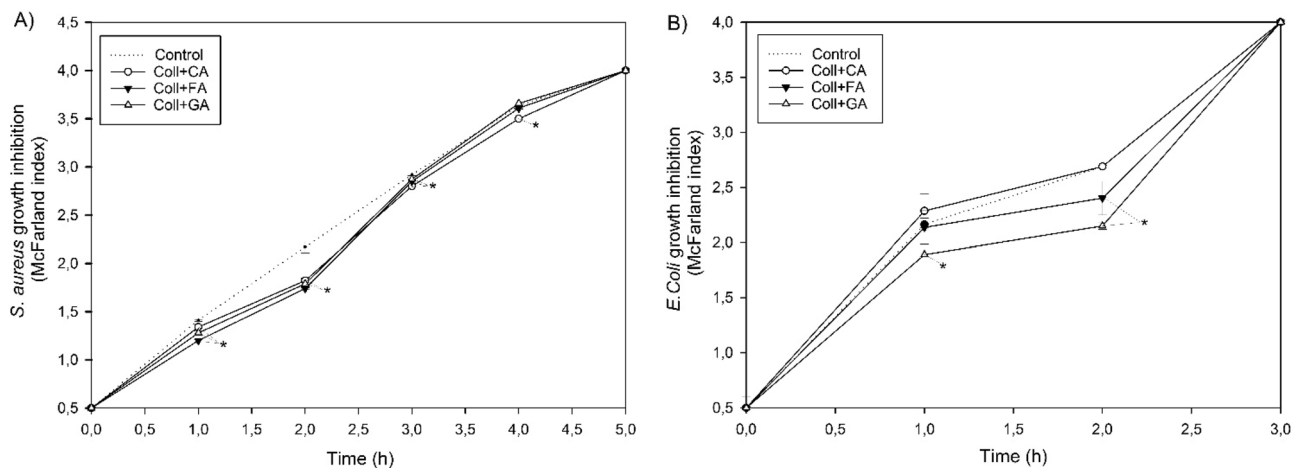 A)
S. aureus growth inhibition
(McFarland index)
4,5
4,0
3,5
3,0
2,5
2,0
1,5
1,0
0,5
Control
Coll+CA
Coll+FA
Coll+GA
*
*
*
*
0,0 0,5 1,0 1,5 2,0 2,5 3,0 3,5 4,0 4,5 5,0
Time (h)
B)
E.Coli growth inhibition
(McFarland index)
4,0
3,5
3,0
2,5
2,0
1,5
1,0
0,5
Control
Coll+CA
Coll+FA
Coll+GA
*
*
0,0 0,5 1,0 1,5 2,0 2,5 3,0
Time (h)